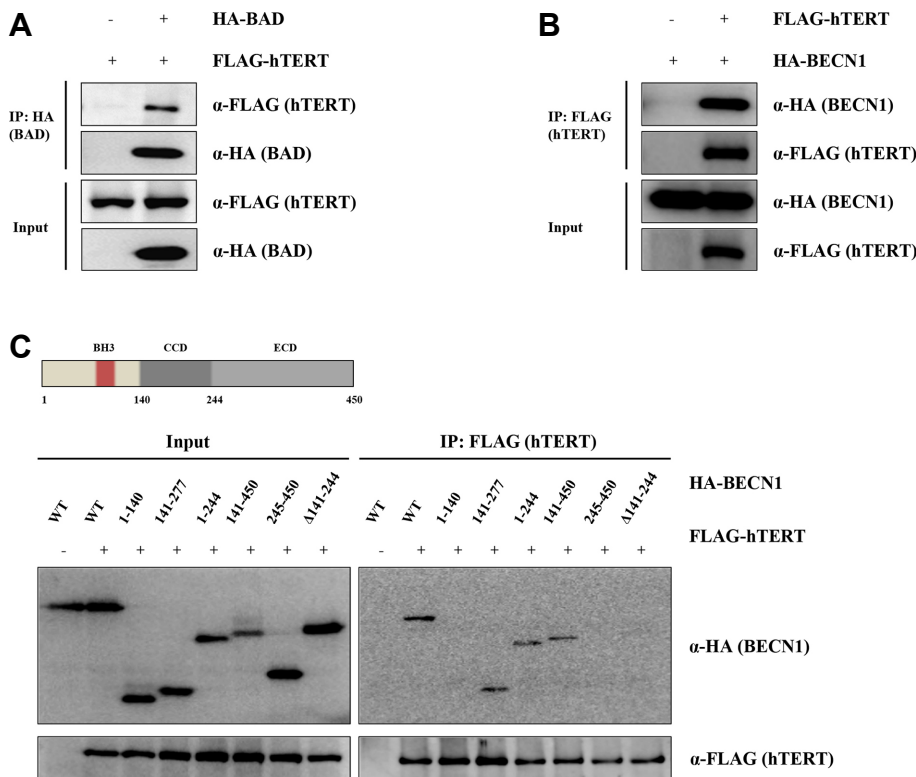 A
- + HA-BAD
+ + FLAG-hTERT
IP: HA
(BAD)
α-FLAG (hTERT)
α-HA (BAD)
Input
α-FLAG (hTERT)
α-HA (BAD)
B
- + FLAG-hTERT
+ + HA-BECN1
IP: FLAG
(hTERT)
α-HA (BECN1)
α-FLAG (hTERT)
Input
α-HA (BECN1)
α-FLAG (hTERT)
C
BH3 CCD ECD
1 140 244 450
Input IP: FLAG (hTERT)
WT WT 1-140 141-277 1-244 141-450 245-450 Δ141-244 WT WT 1-140 141-277 1-244 141-450 245-450 Δ141-244 HA-BECN1
- + + + + + + + - + + + + + + + FLAG-hTERT
α-HA (BECN1)
α-FLAG (hTERT)